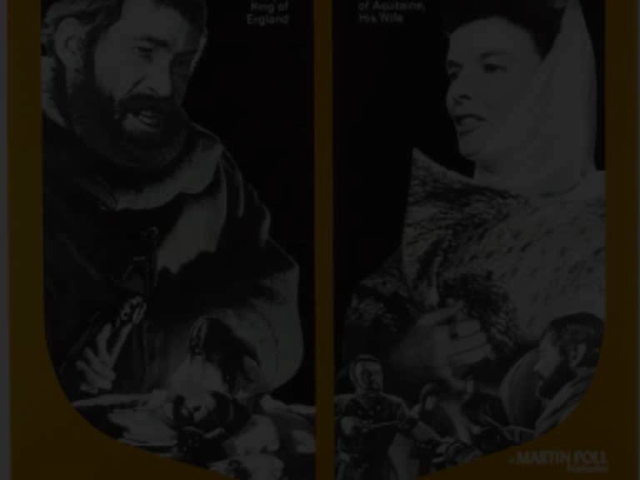 King of
England
of Aquitaine,
His Wife
MARTIN POLL